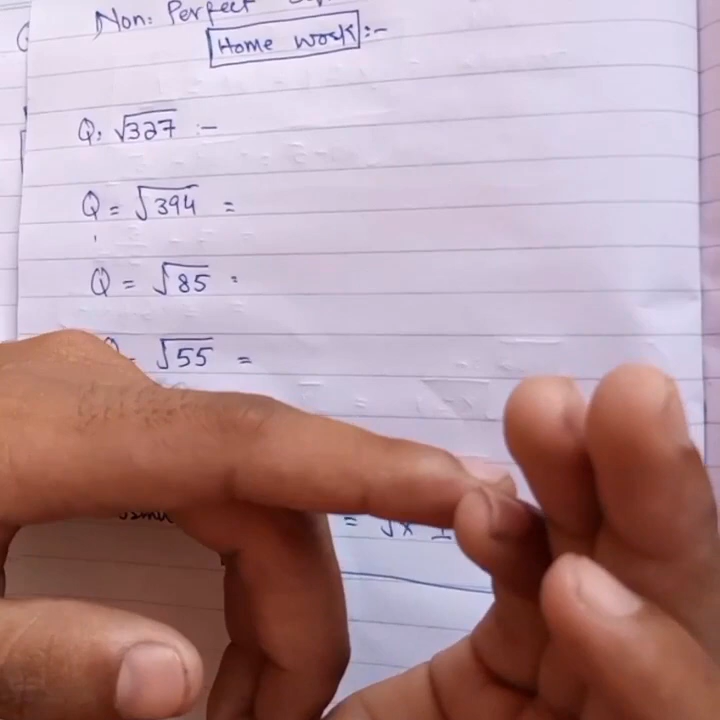 Non: Perfect
Home work :-
Q. √327 :-
Q = √394 =
Q = √85 =
Q = √55 =
= √x